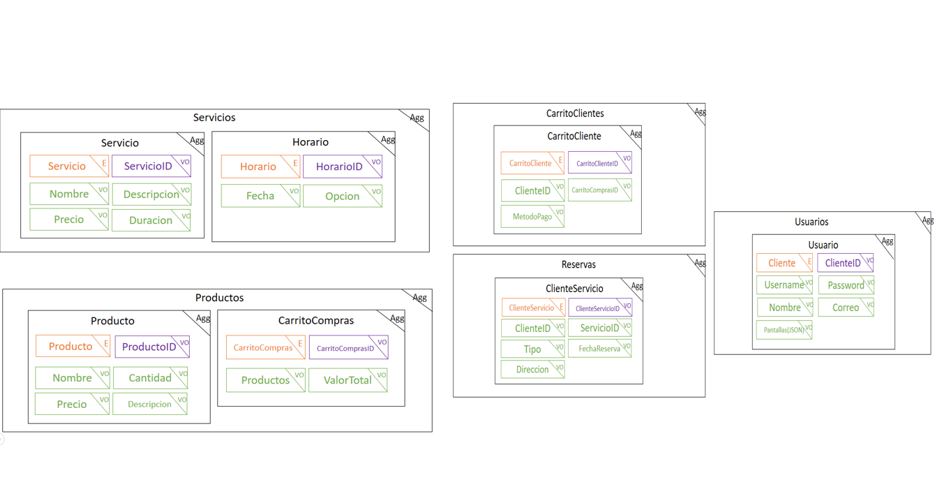 Servicios
Agg
Servicio
Agg
Servicio E
ServicioID VO
Nombre VO
Descripcion VO
Precio VO
Duracion VO
Horario
Agg
Horario E
HorarioID VO
Fecha VO
Opcion VO
Productos
Agg
Producto
Agg
Producto E
ProductoID VO
Nombre VO
Cantidad VO
Precio VO
Descripcion VO
CarritoCompras
Agg
CarritoCompras E
CarritoComprasID VO
Productos VO
ValorTotal VO
CarritoClientes
Agg
CarritoCliente
Agg
CarritoCliente E
CarritoClienteID VO
ClienteID VO
CarritoComprasID VO
MetodoPago VO
Reservas
Agg
ClienteServicio
Agg
ClienteServicio E
ClienteServicioID VO
ClienteID VO
ServicioID VO
Tipo VO
FechaReserva VO
Direccion VO
Usuarios
Agg
Usuario
Agg
Cliente E
ClienteID VO
Username VO
Password VO
Nombre VO
Correo VO
Pantallas(JSON) VO